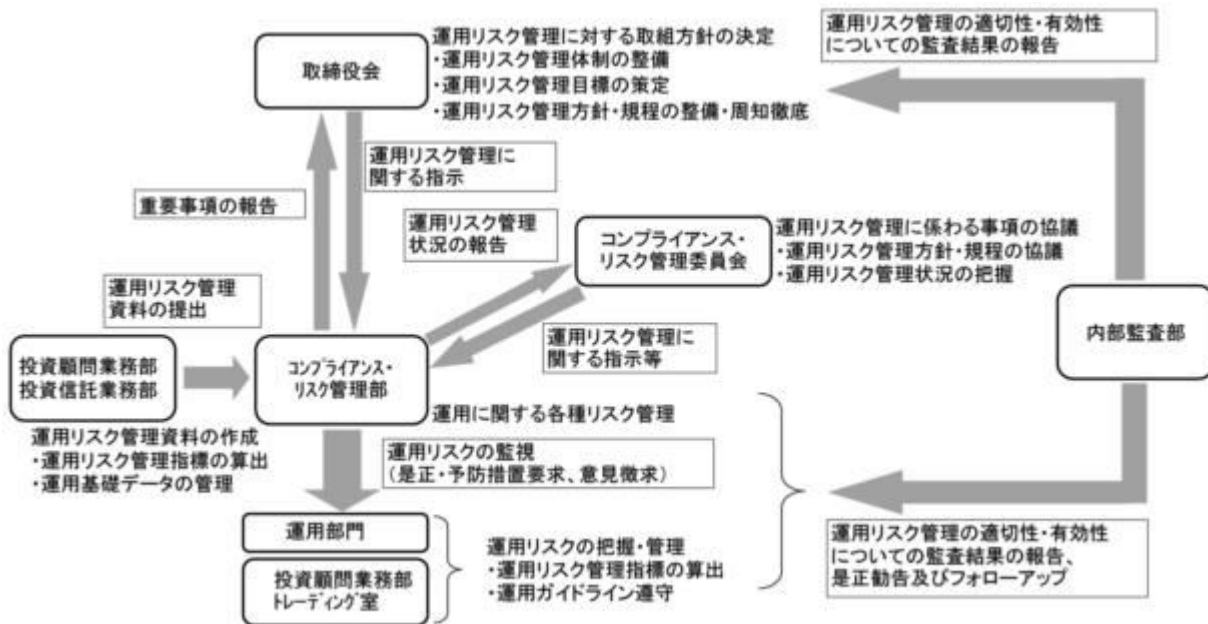 運用リスク管理に対する取組方針の決定
・運用リスク管理体制の整備
・運用リスク管理目標の策定
・運用リスク管理方針・規程の整備・周知徹底
取締役会
運用リスク管理の適切性・有効性
についての監査結果の報告
運用リスク管理に
関する指示
重要事項の報告
運用リスク管理
状況の報告
コンプライアンス・
リスク管理委員会
運用リスク管理に係わる事項の協議
・運用リスク管理方針・規程の協議
・運用リスク管理状況の把握
運用リスク管理
資料の提出
運用リスク管理に
関する指示等
内部監査部
投資顧問業務部
投資信託業務部
コンプライアンス・
リスク管理部
運用に関する各種リスク管理
運用リスク管理資料の作成
・運用リスク管理指標の算出
・運用基礎データの管理
運用リスクの監視
(是正・予防措置要求、意見徴求)
運用部門
投資顧問業務部
トレーディング室
運用リスクの把握・管理
・運用リスク管理指標の算出
・運用ガイドライン遵守
運用リスク管理の適切性・有効性
についての監査結果の報告、
是正勧告及びフォローアップ